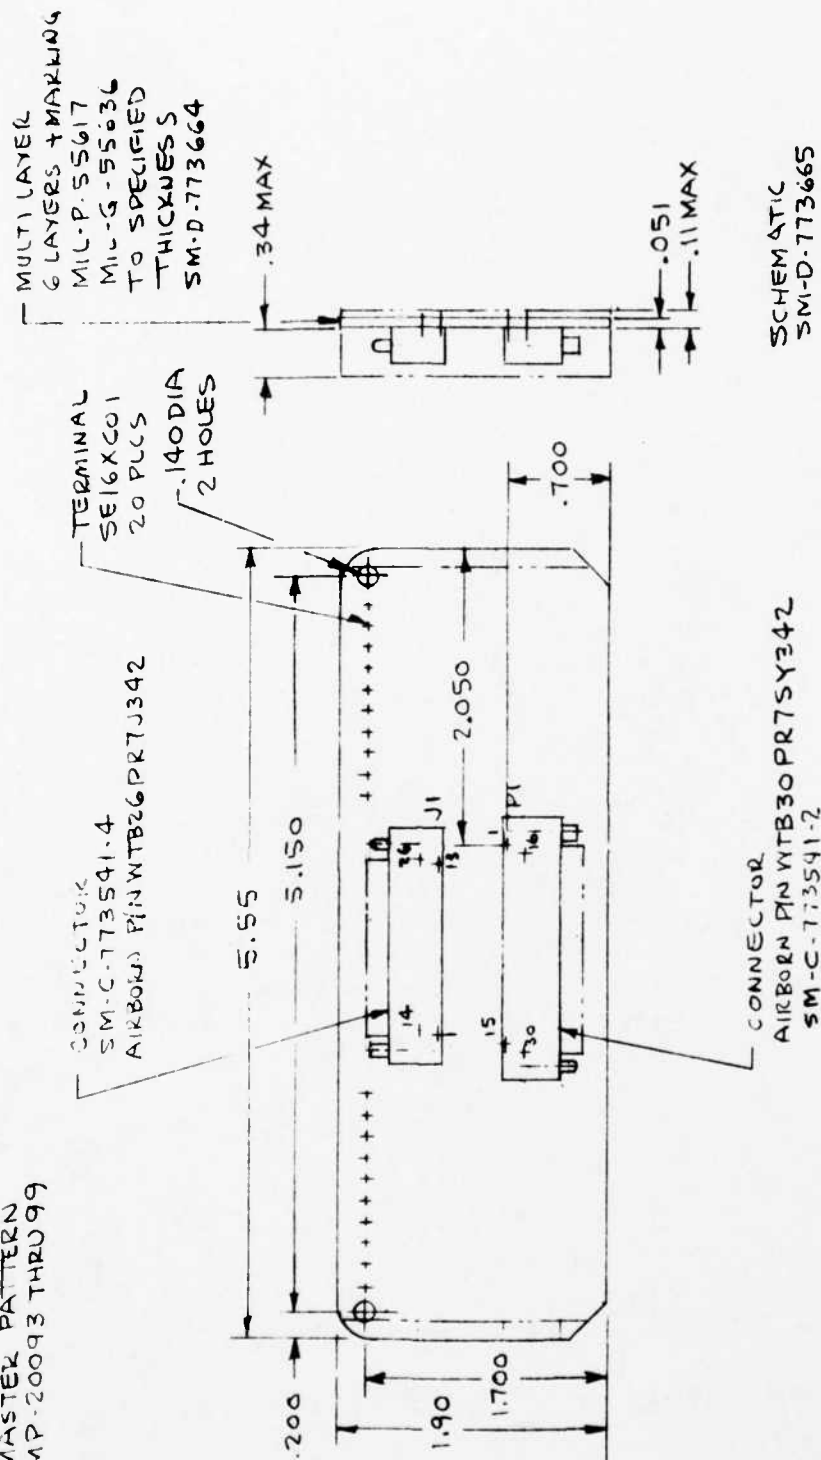 MASTER PATTERN
MP-20093 THRU 99
CONNECTOR
SM-C-773541-4
AIRBORN P/N WTB26PR7J342
TERMINAL
SE16XC01
20 PLCS
.140 DIA
2 HOLES
MULTI LAYER
6 LAYERS + MARKING
MIL-P-55617
MIL-G-55636
TO SPECIFIED
THICKNESS
SM-D-773664
5.55
5.150
.200
1.90
1.700
2.050
.700
14
26
13
J1
15
30
1
16
P1
.34 MAX
.051
.11 MAX
CONNECTOR
AIRBORN P/N WTB30PR7SY342
SM-C-773541-2
SCHEMATIC
SM-D-773665